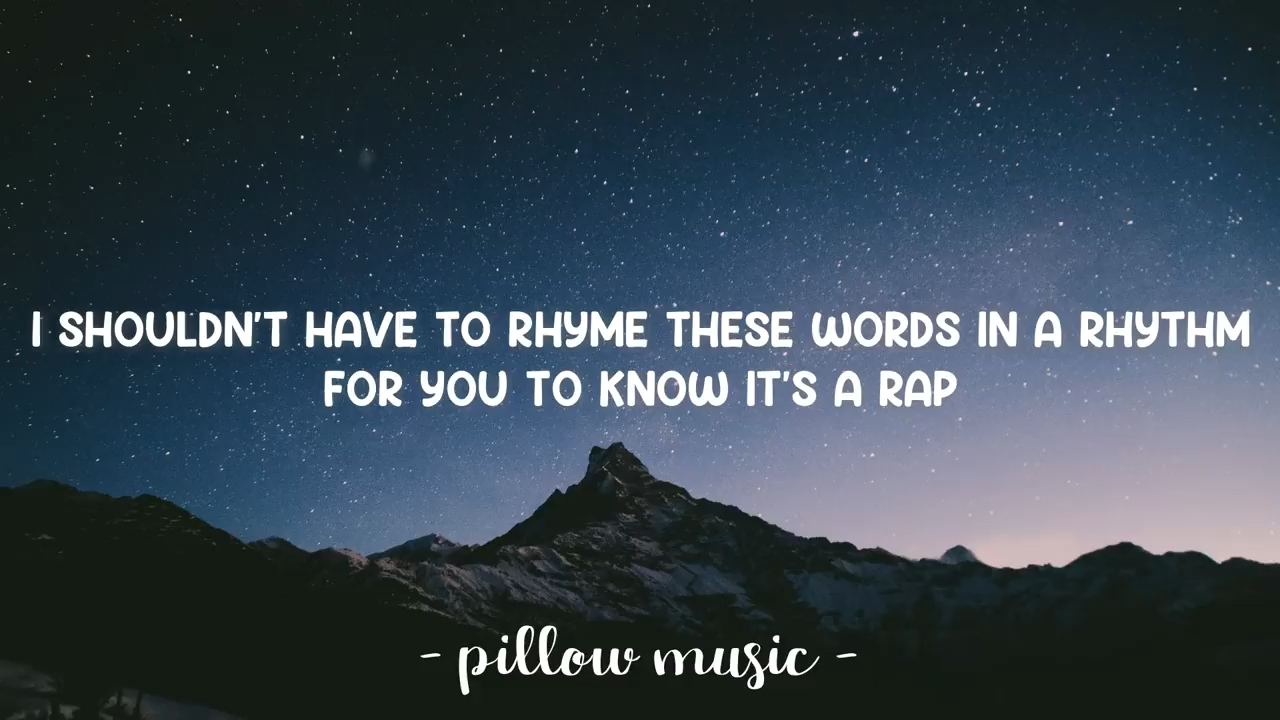 I SHOULDN'T HAVE TO RHYME THESE WORDS IN A RHYTHM
FOR YOU TO KNOW IT'S A RAP
- pillow music -